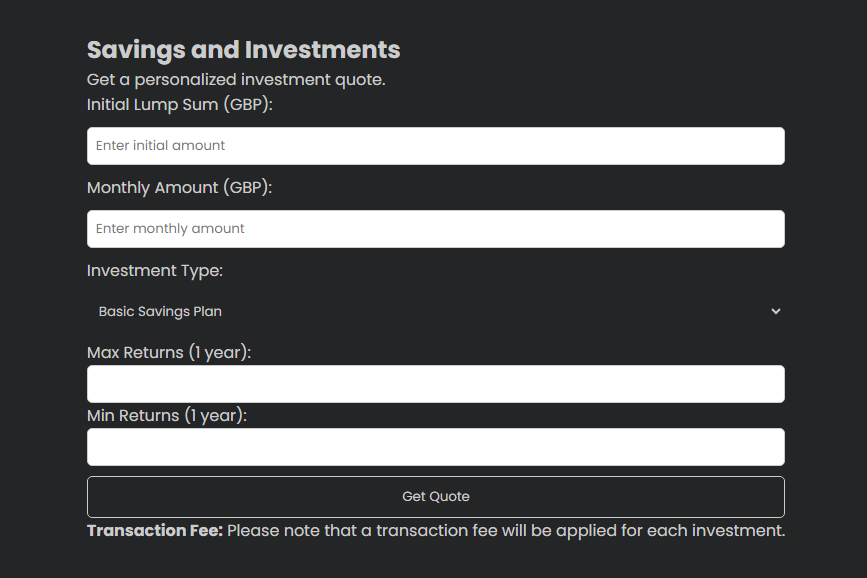 Savings and Investments
Get a personalized investment quote.
Initial Lump Sum (GBP):
Enter initial amount
Monthly Amount (GBP):
Enter monthly amount
Investment Type:
Basic Savings Plan
Max Returns (1 year):
Min Returns (1 year):
Get Quote
Transaction Fee: Please note that a transaction fee will be applied for each investment.